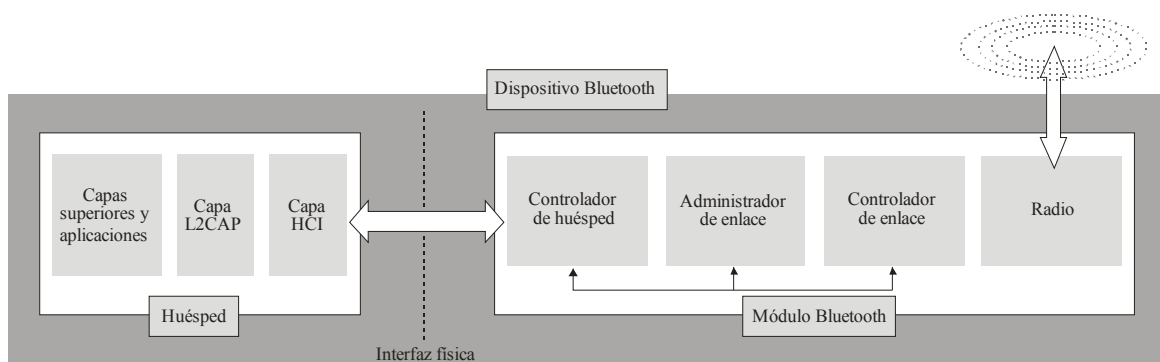 Dispositivo Bluetooth
Capas
superiores y
aplicaciones
Capa
L2CAP
Capa
HCI
Controlador
de huésped
Administrador
de enlace
Controlador
de enlace
Radio
Huésped
Módulo Bluetooth
Interfaz física